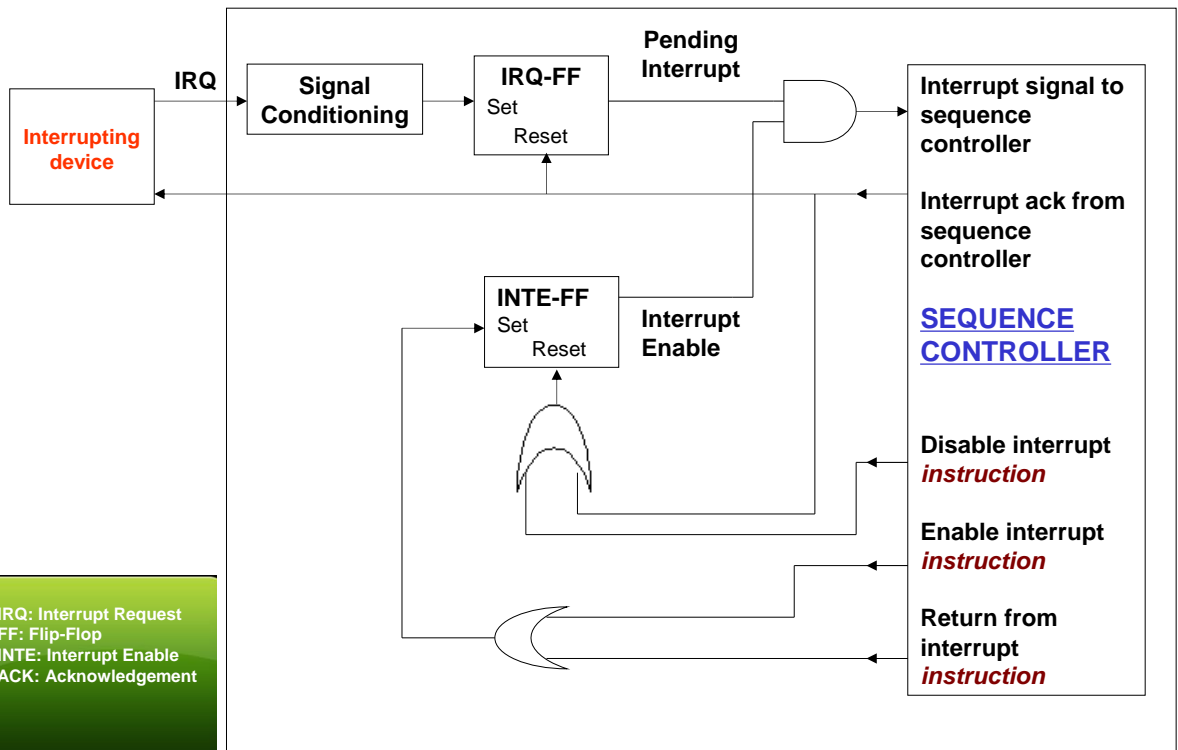 IRQ
Interrupting
device
Signal
Conditioning
IRQ-FF
Set
Reset
Pending
Interrupt
Interrupt signal to
sequence
controller
Interrupt ack from
sequence
controller
SEQUENCE
CONTROLLER
INTE-FF
Set
Reset
Interrupt
Enable
Disable interrupt
instruction
Enable interrupt
instruction
Return from
interrupt
instruction
IRQ: Interrupt Request
FF: Flip-Flop
INTE: Interrupt Enable
ACK: Acknowledgement